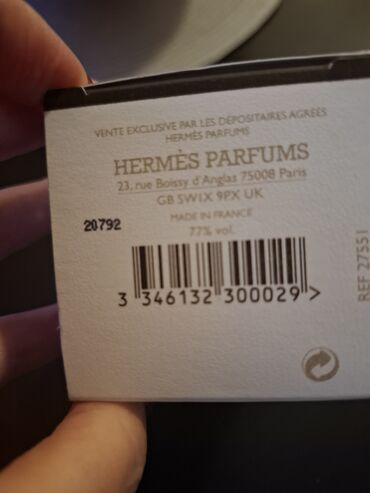 VENTE EXCLUSIVE PAR LES DÉPOSITAIRES AGRÉÉS
HERMÈS PARFUMS
HERMÈS PARFUMS
23, rue Boissy d'Anglas 75008 Paris
GB SW1X 9PX UK
MADE IN FRANCE
77% vol.
20792
3 346132 300029 >
REF 27551